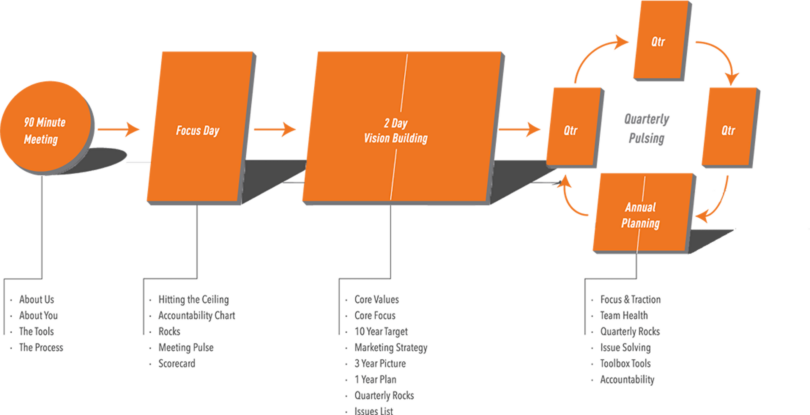 90 Minute
Meeting
Focus Day
2 Day
Vision Building
Qtr
Qtr
Qtr
Quarterly
Pulsing
Annual
Planning
· About Us
· About You
· The Tools
· The Process
· Hitting the Ceiling
· Accountability Chart
· Rocks
· Meeting Pulse
· Scorecard
· Core Values
· Core Focus
· 10 Year Target
· Marketing Strategy
· 3 Year Picture
· 1 Year Plan
· Quarterly Rocks
· Issues List
· Focus & Traction
· Team Health
· Quarterly Rocks
· Issue Solving
· Toolbox Tools
· Accountability